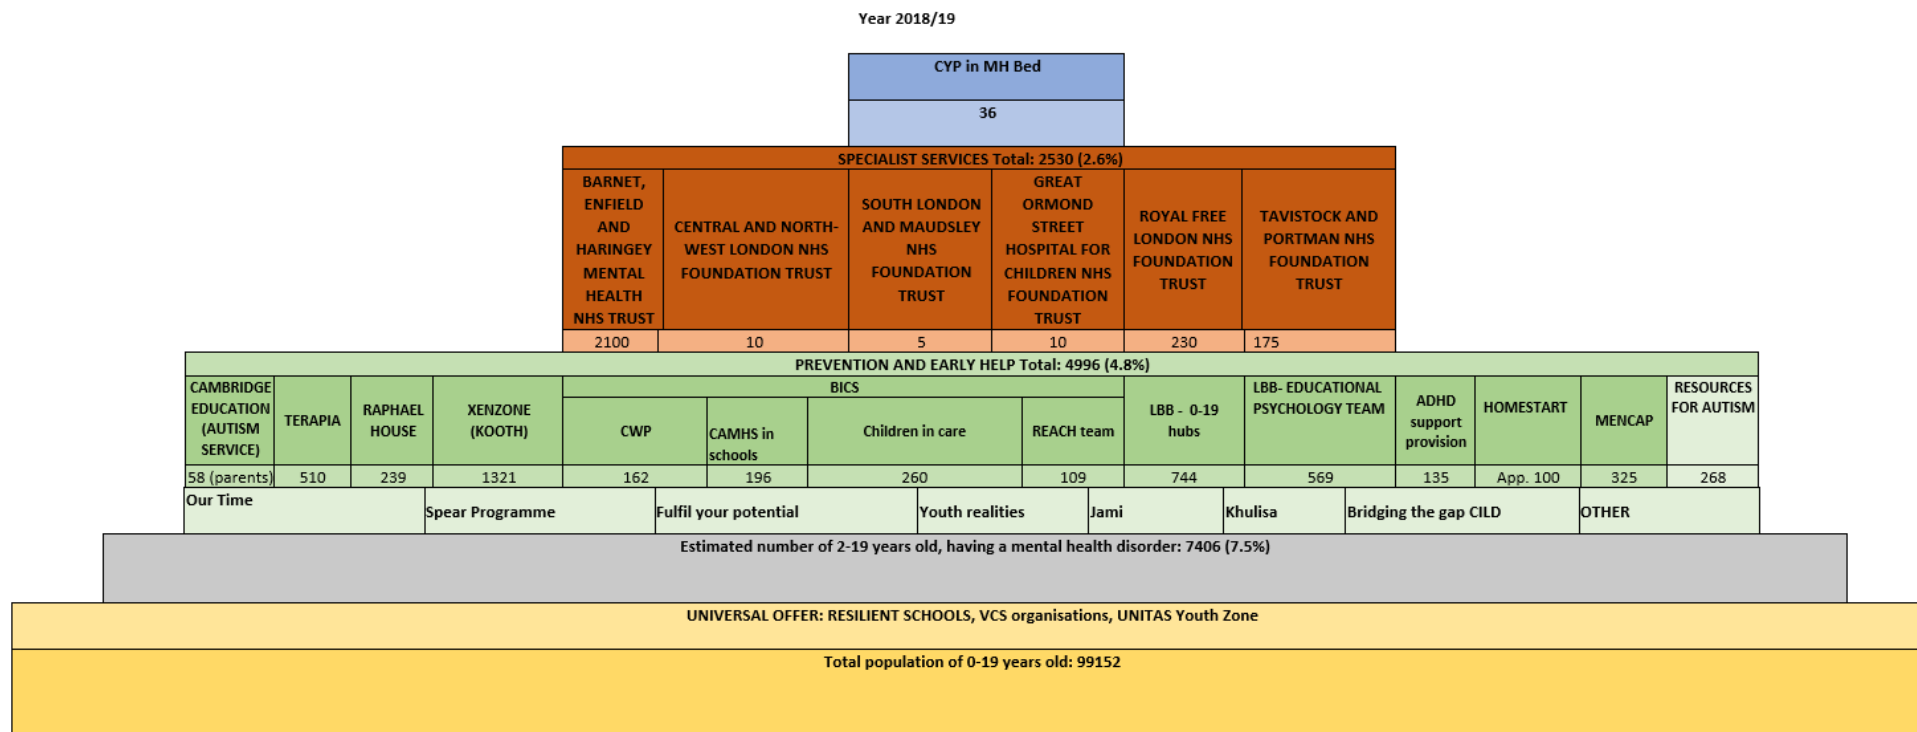 Year 2018/19
CYP in MH Bed
36
SPECIALIST SERVICES Total: 2530 (2.6%)
BARNET,
ENFIELD
AND
HARINGEY
MENTAL
HEALTH
NHS TRUST
CENTRAL AND NORTH-
WEST LONDON NHS
FOUNDATION TRUST
SOUTH LONDON
AND MAUDSLEY
NHS
FOUNDATION
TRUST
GREAT
ORMOND
STREET
HOSPITAL FOR
CHILDREN NHS
FOUNDATION
TRUST
ROYAL FREE
LONDON NHS
FOUNDATION
TRUST
TAVISTOCK AND
PORTMAN NHS
FOUNDATION
TRUST
2100 10 5 10 230 175
PREVENTION AND EARLY HELP Total: 4996 (4.8%)
CAMBRIDGE
EDUCATION
(AUTISM
SERVICE)
TERAPIA
RAPHAEL
HOUSE
XENZONE
(KOOTH)
BICS
CWP
CAMHS in
schools
Children in care
REACH team
LBB - 0-19
hubs
LBB- EDUCATIONAL
PSYCHOLOGY TEAM
ADHD
support
provision
HOMESTART
MENCAP
RESOURCES
FOR AUTISM
58 (parents) 510 239 1321 162 196 260 109 744 569 135 App. 100 325 268
Our Time
Spear Programme
Fulfil your potential
Youth realities
Jami
Khulisa
Bridging the gap CILD
OTHER
Estimated number of 2-19 years old, having a mental health disorder: 7406 (7.5%)
UNIVERSAL OFFER: RESILIENT SCHOOLS, VCS organisations, UNITAS Youth Zone
Total population of 0-19 years old: 99152